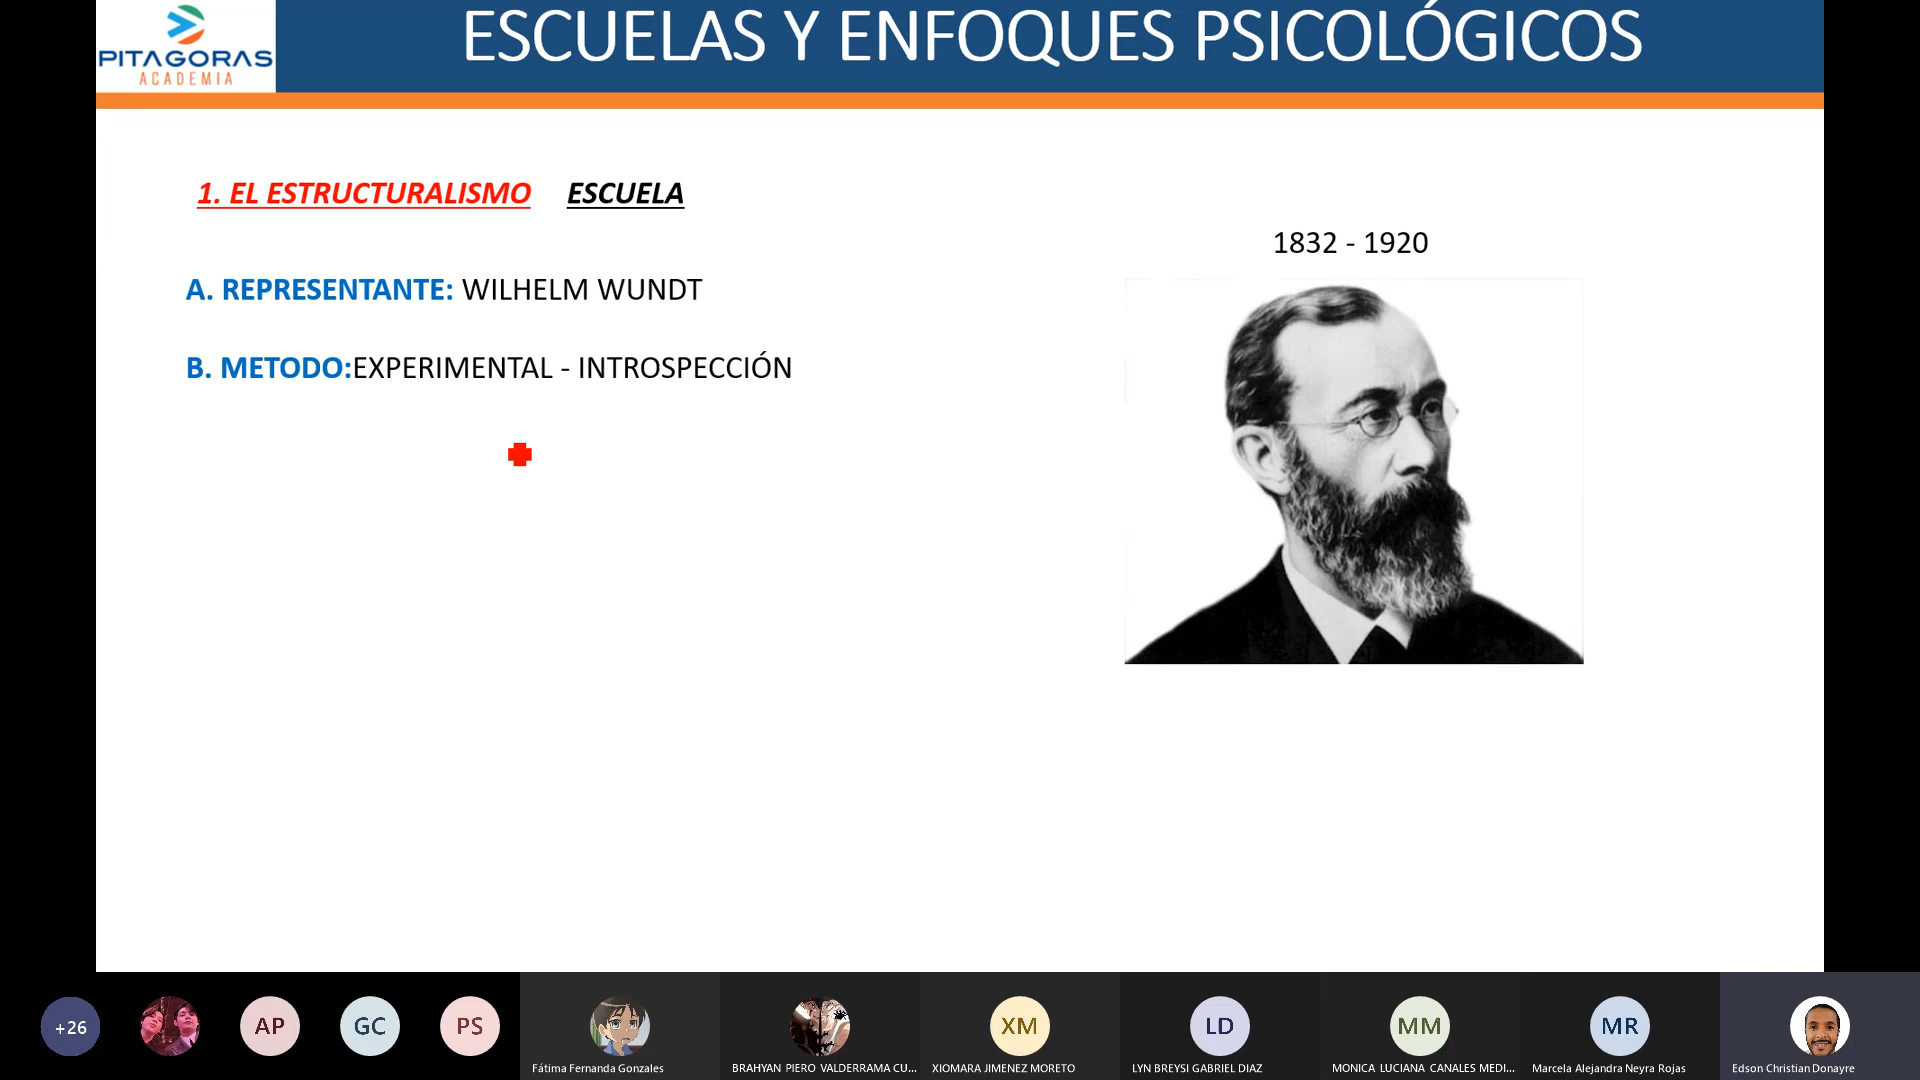 PITAGORAS
ACADEMIA
ESCUELAS Y ENFOQUES PSICOLÓGICOS
1. EL ESTRUCTURALISMO ESCUELA
1832 - 1920
A. REPRESENTANTE: WILHELM WUNDT
B. METODO:EXPERIMENTAL - INTROSPECCIÓN
+26
AP
GC
PS
XM
LD
MM
MR
Fátima Fernanda Gonzales
BRAHYAN PIERO VALDERRAMA CU...
XIOMARA JIMENEZ MORETO
LYN BREYSI GABRIEL DIAZ
MONICA LUCIANA CANALES MEDI...
Marcela Alejandra Neyra Rojas
Edson Christian Donayre